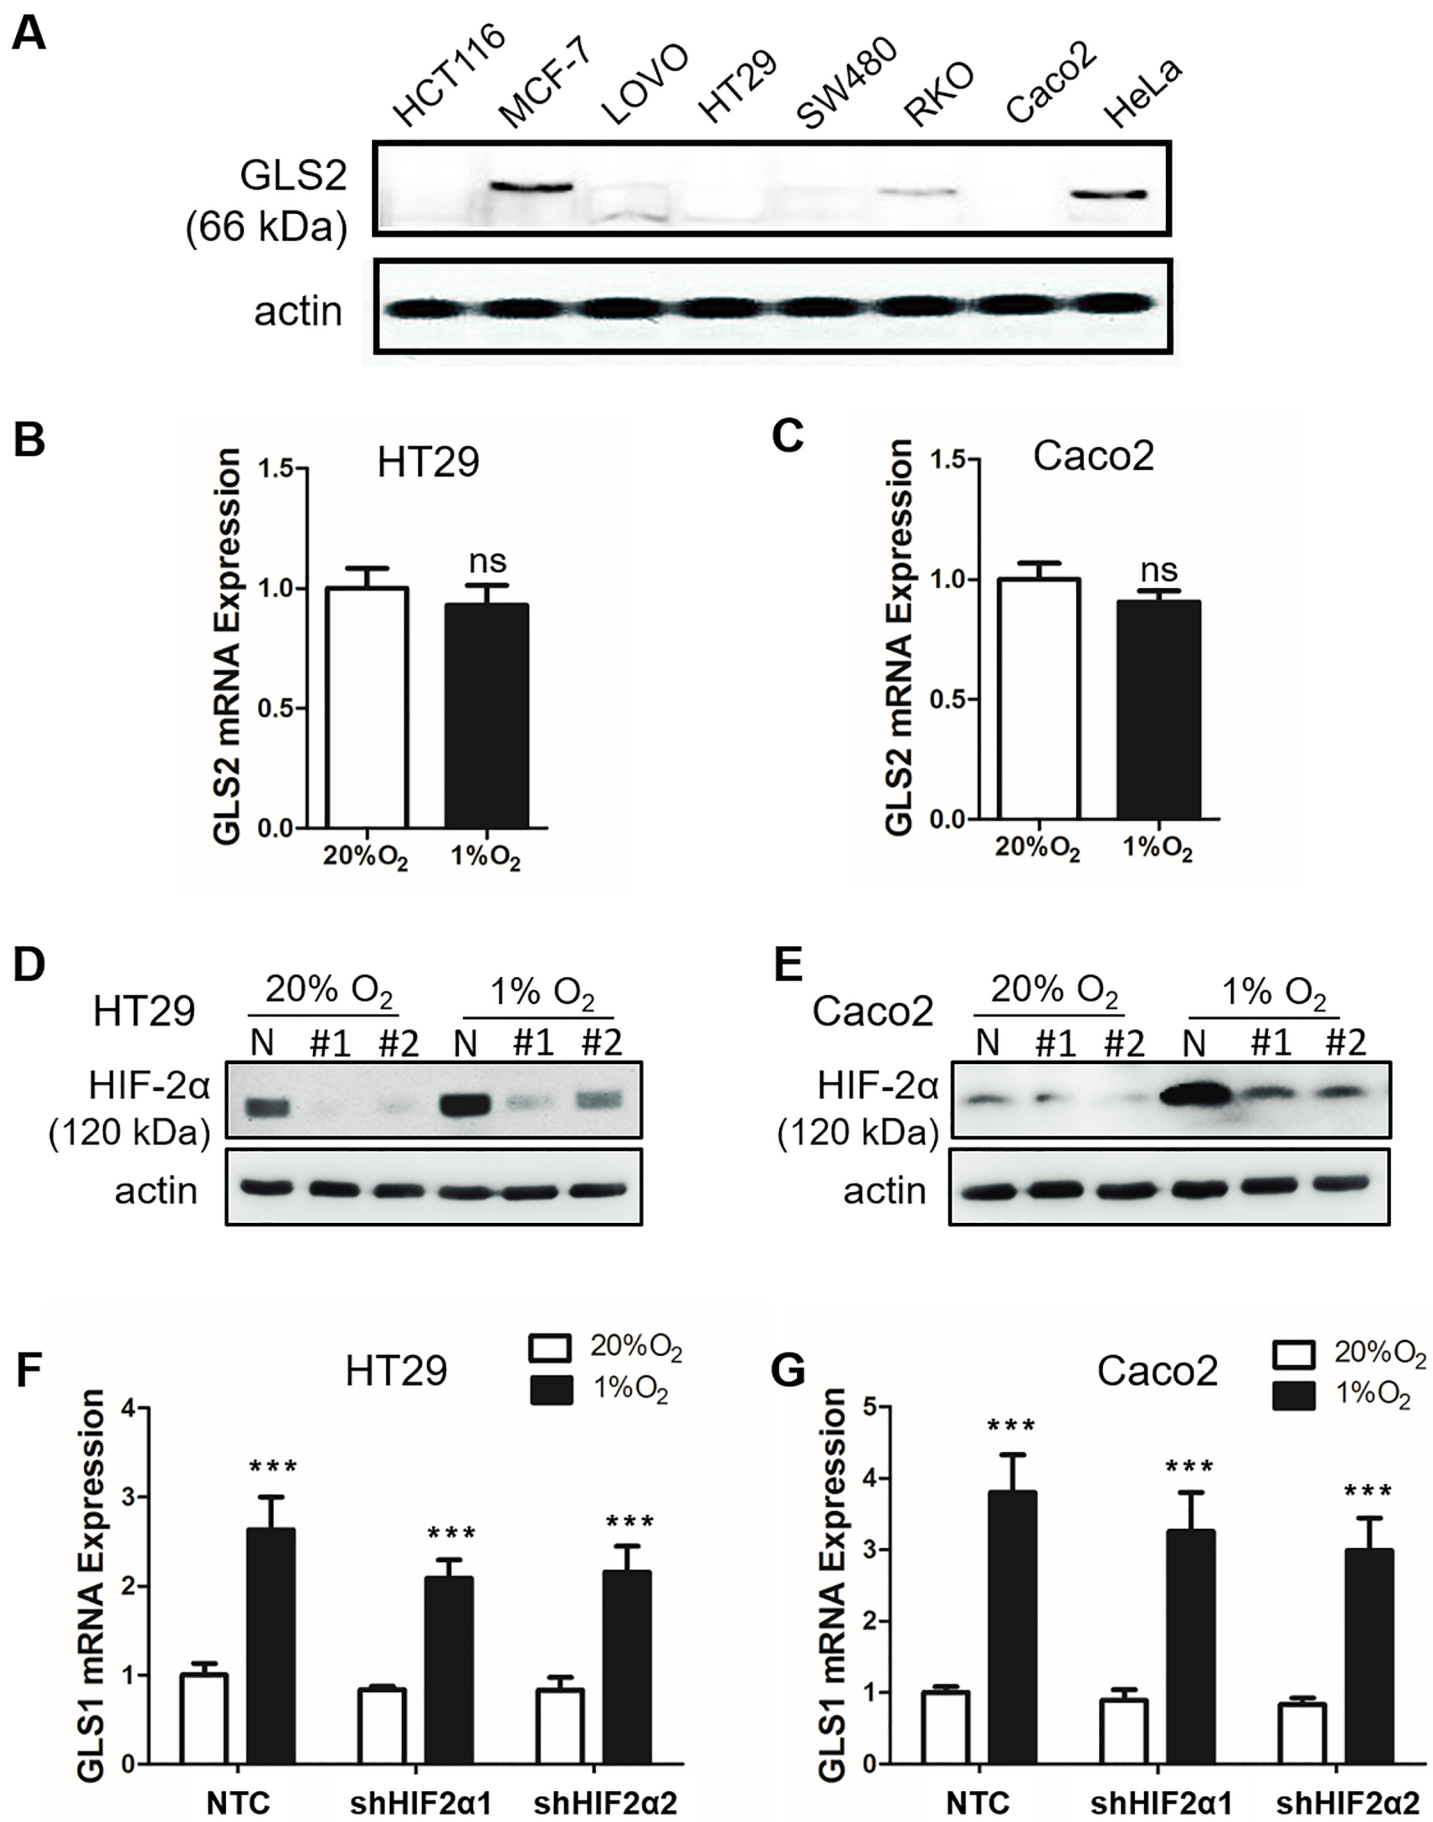 A
HCT116
MCF-7
LOVO
HT29
SW480
RKO
Caco2
HeLa
GLS2
(66 kDa)
actin
B
HT29
GLS2 mRNA Expression
1.5
1.0
0.5
0.0
ns
20%O₂
1%O₂
C
Caco2
GLS2 mRNA Expression
1.5
1.0
0.5
0.0
ns
20%O₂
1%O₂
D
HT29
20% O₂
1% O₂
N #1 #2 N #1 #2
HIF-2α
(120 kDa)
actin
E
Caco2
20% O₂
1% O₂
N #1 #2 N #1 #2
HIF-2α
(120 kDa)
actin
F
HT29
20%O₂
1%O₂
GLS1 mRNA Expression
4
3
2
1
0
***
***
***
NTC
shHIF2α1
shHIF2α2
G
Caco2
20%O₂
1%O₂
GLS1 mRNA Expression
5
4
3
2
1
0
***
***
***
NTC
shHIF2α1
shHIF2α2